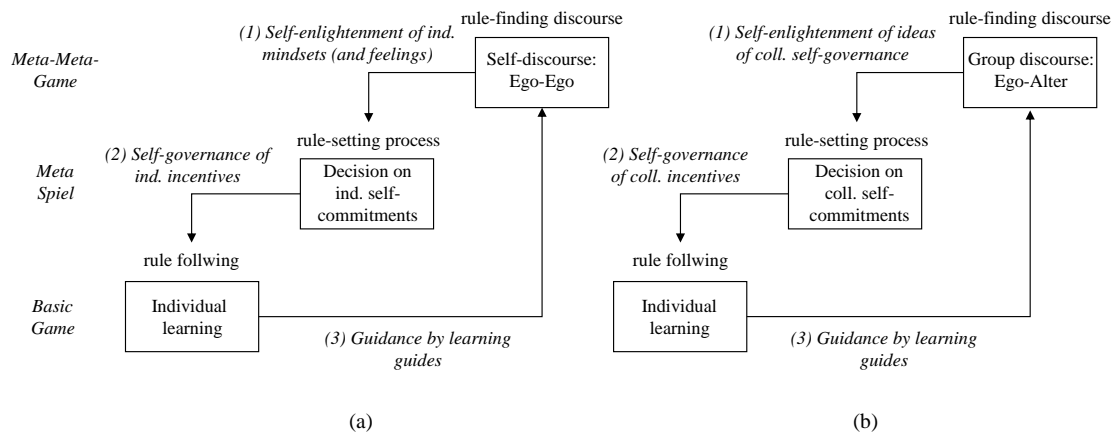 Meta-Meta-
Game
Meta
Spiel
Basic
Game
rule-finding discourse
(1) Self-enlightenment of ind.
mindsets (and feelings)
Self-discourse:
Ego-Ego
rule-setting process
(2) Self-governance of
ind. incentives
Decision on
ind. self-
commitments
rule follwing
Individual
learning
(3) Guidance by learning
guides
(a)
rule-finding discourse
(1) Self-enlightenment of ideas
of coll. self-governance
Group discourse:
Ego-Alter
rule-setting process
(2) Self-governance
of coll. incentives
Decision on
coll. self-
commitments
rule follwing
Individual
learning
(3) Guidance by learning
guides
(b)